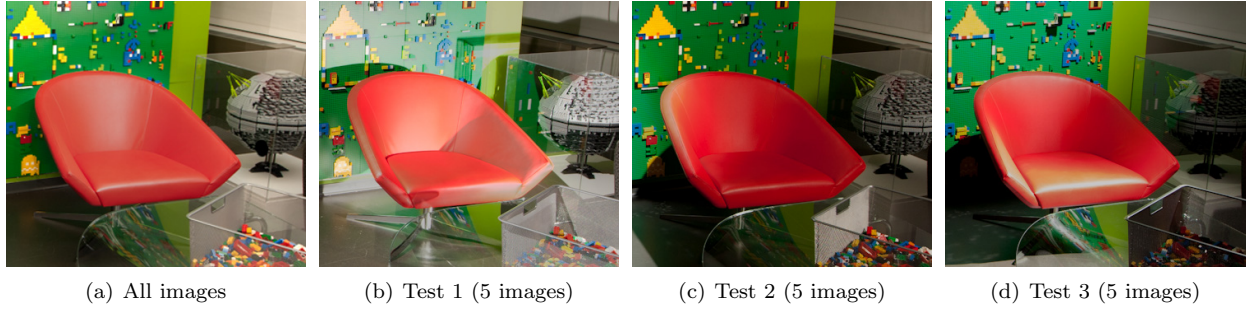 (a) All images
(b) Test 1 (5 images)
(c) Test 2 (5 images)
(d) Test 3 (5 images)